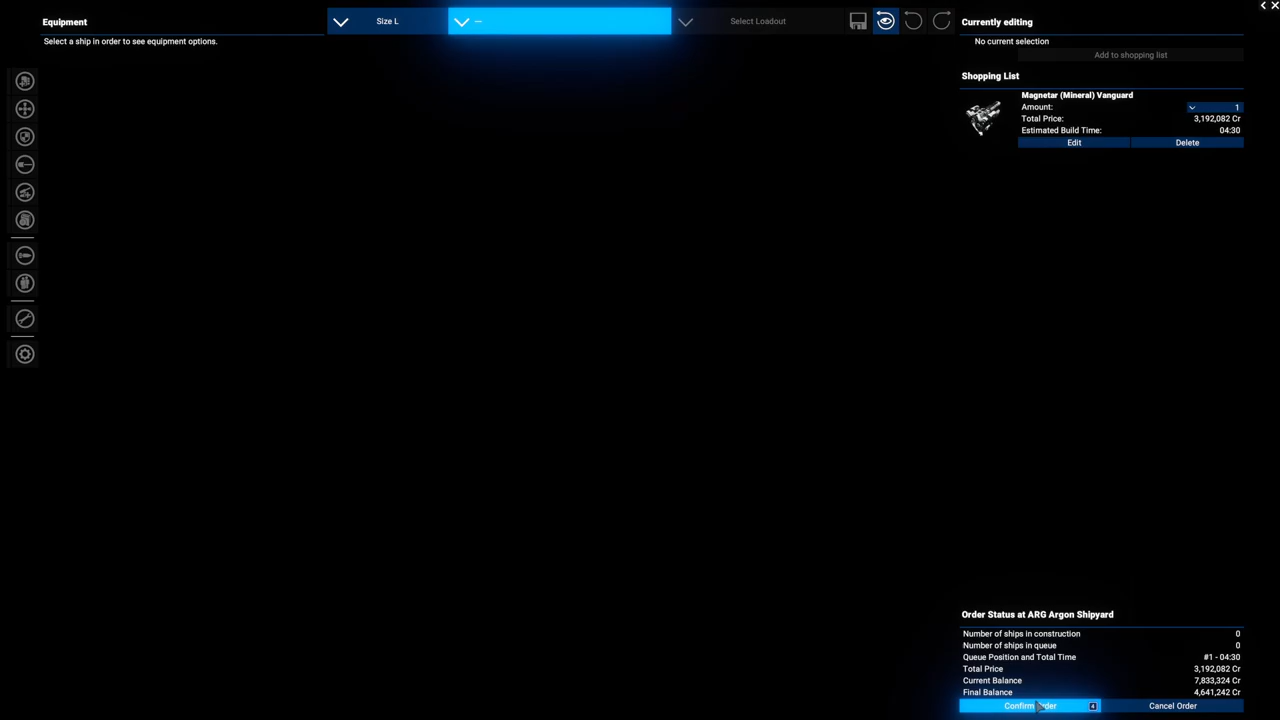 Equipment
Select a ship in order to see equipment options.
Size L
—
Select Loadout
Currently editing
No current selection
Add to shopping list
Shopping List
Magnetar (Mineral) Vanguard
Amount: 1
Total Price: 3,192,082 Cr
Estimated Build Time: 04:30
Edit Delete
Order Status at ARG Argon Shipyard
Number of ships in construction 0
Number of ships in queue 0
Queue Position and Total Time #1 - 04:30
Total Price 3,192,082 Cr
Current Balance 7,833,324 Cr
Final Balance 4,641,242 Cr
Confirm Order Cancel Order